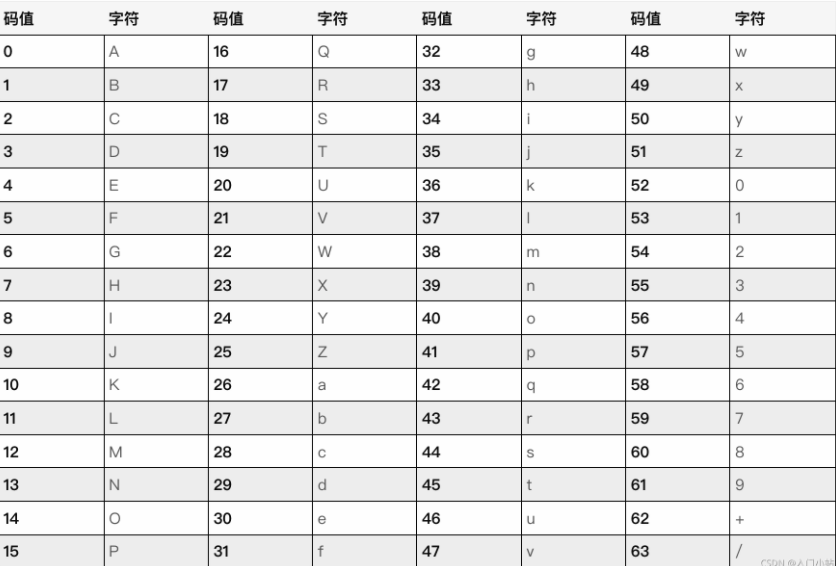 码值 字符 码值 字符 码值 字符 码值 字符
0 A 16 Q 32 g 48 w
1 B 17 R 33 h 49 x
2 C 18 S 34 i 50 y
3 D 19 T 35 j 51 z
4 E 20 U 36 k 52 0
5 F 21 V 37 l 53 1
6 G 22 W 38 m 54 2
7 H 23 X 39 n 55 3
8 I 24 Y 40 o 56 4
9 J 25 Z 41 p 57 5
10 K 26 a 42 q 58 6
11 L 27 b 43 r 59 7
12 M 28 c 44 s 60 8
13 N 29 d 45 t 61 9
14 O 30 e 46 u 62 +
15 P 31 f 47 v 63 /
CSDN @入门小站